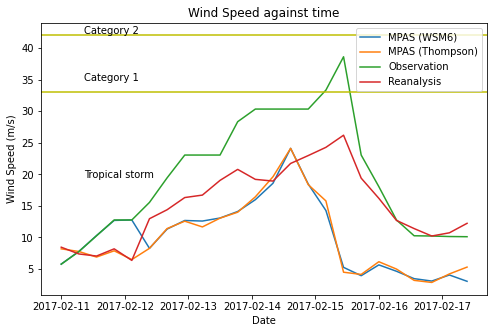 Wind Speed against time
Category 2
MPAS (WSM6)
MPAS (Thompson)
Observation
Reanalysis
Category 1
Tropical storm
Wind Speed (m/s)
40
35
30
25
20
15
10
5
2017-02-11
2017-02-12
2017-02-13
2017-02-14
2017-02-15
2017-02-16
2017-02-17
Date